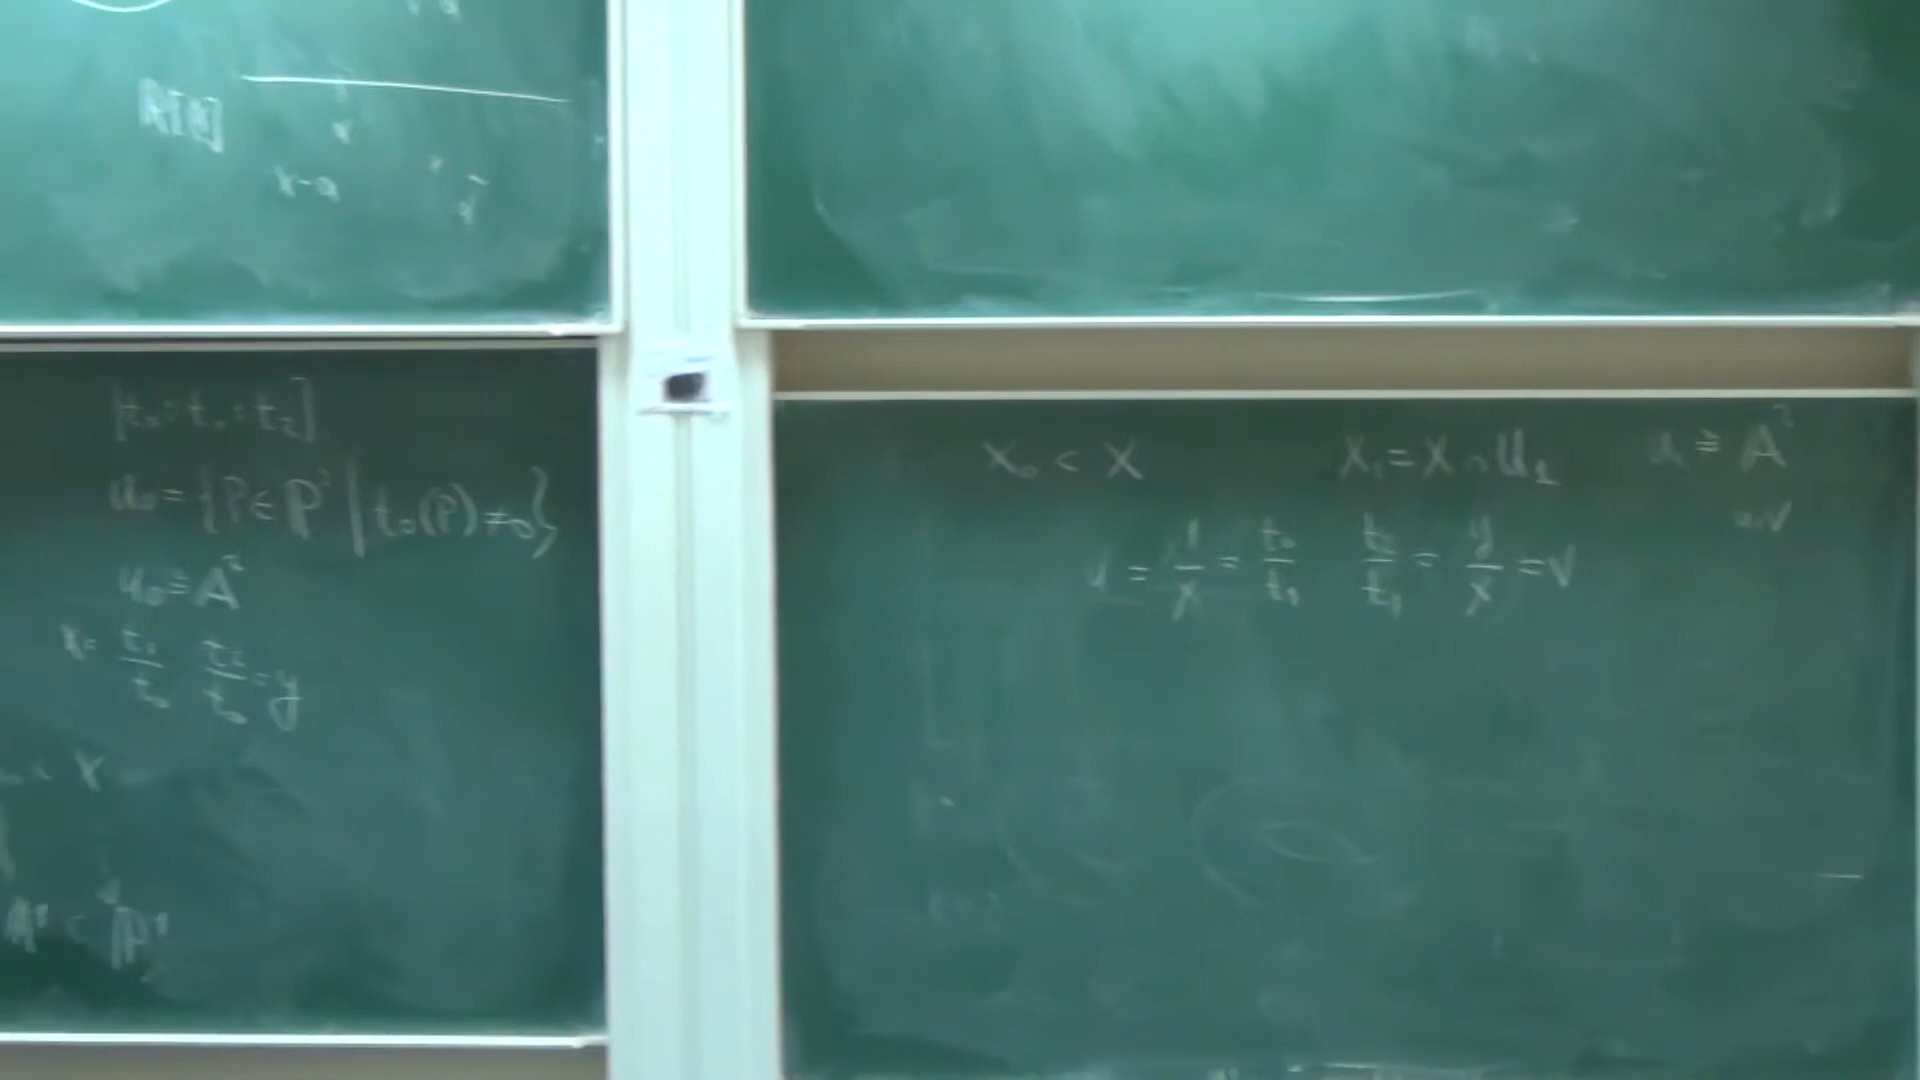 A[x]
x
x-a
[t₀:t₁:t₂]
U₀={P∈P²|t₀(P)≠0}
U₀≅A²
x= t₁/t₀ t₂/t₀ =y
X
A¹ ⊂ P¹
X₀ < X X₁=X∩U₁ U₁≅A²
u,v
u = 1/x = t₀/t₁ t₂/t₁ = y/x =v